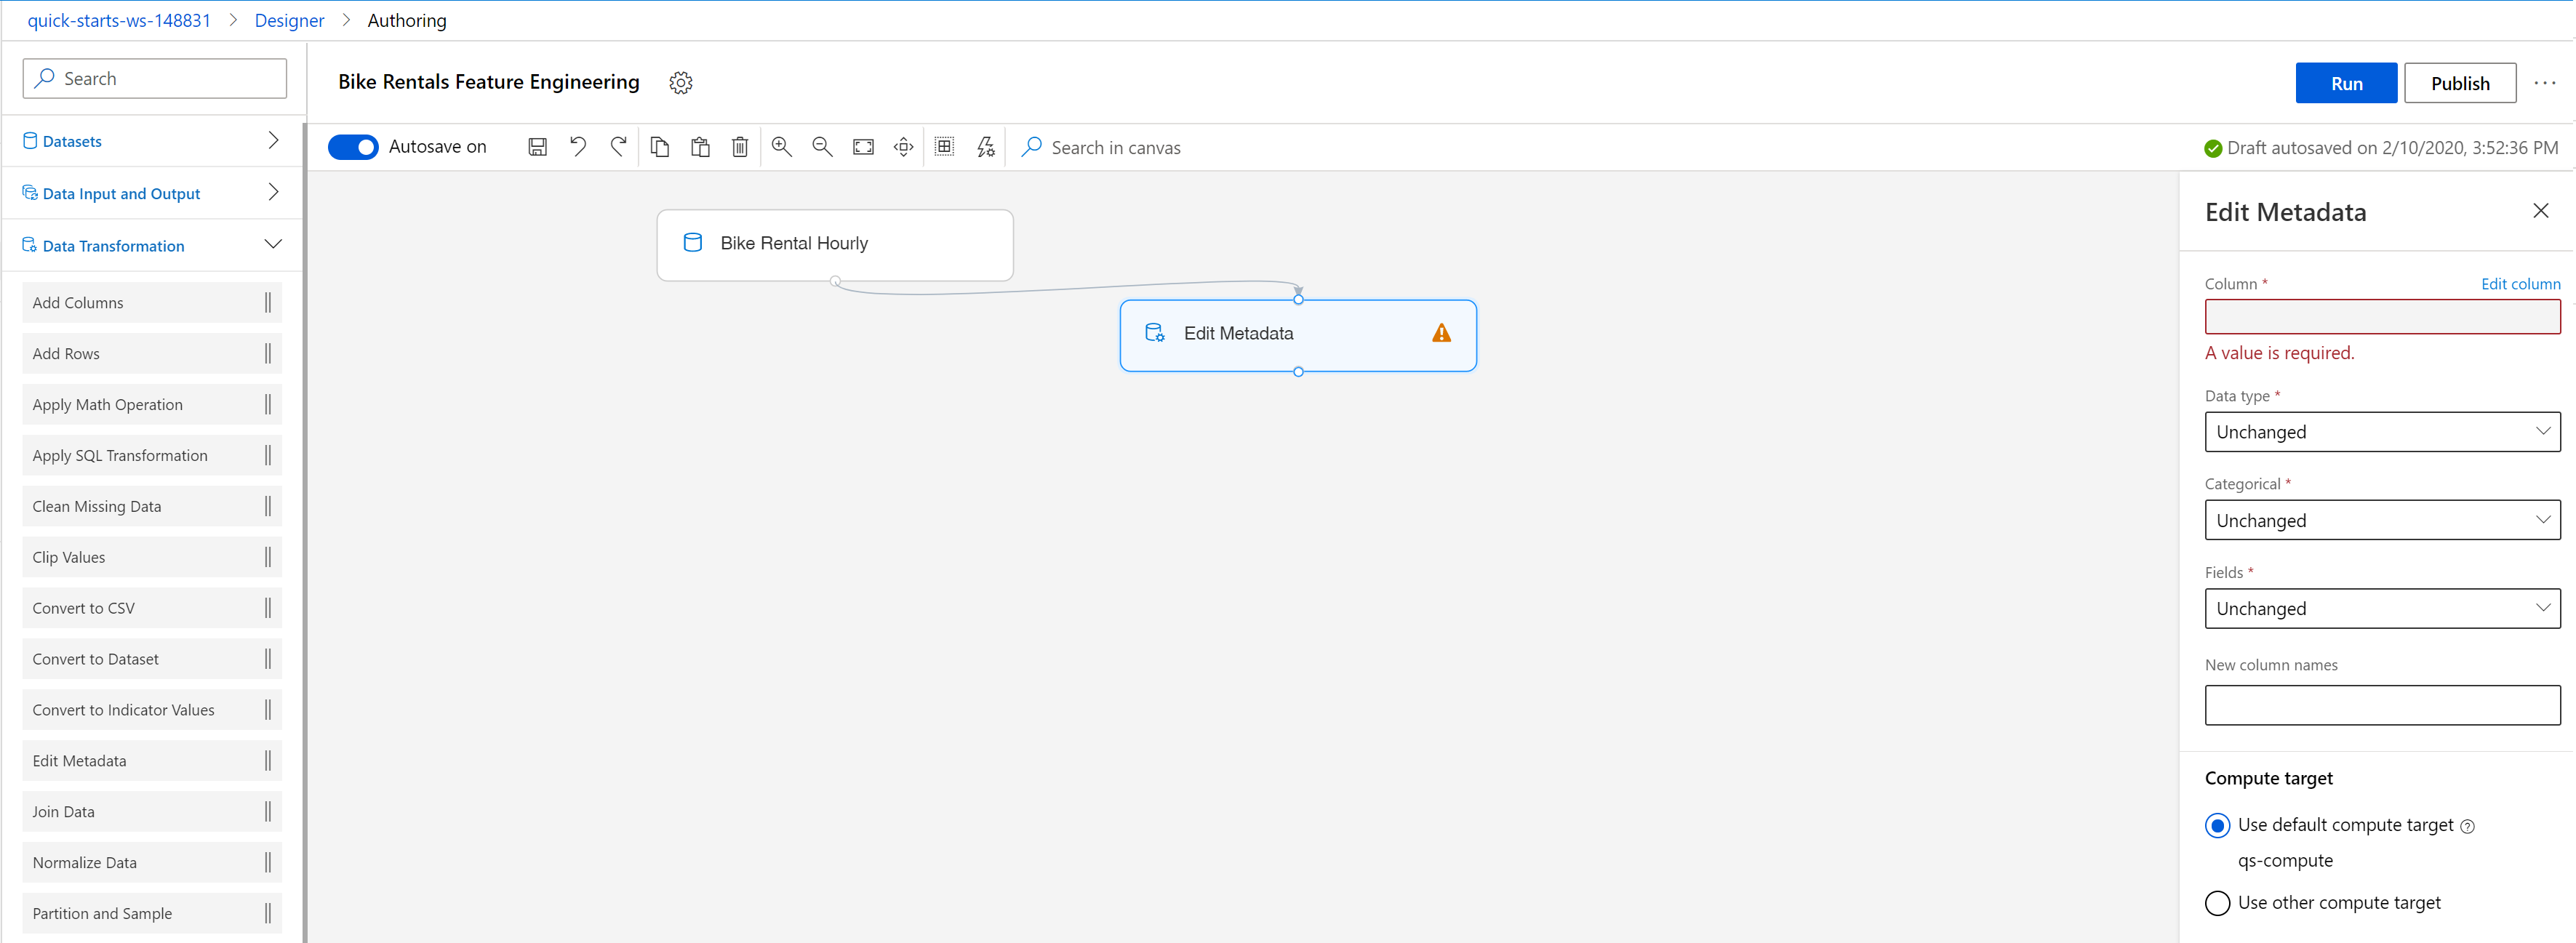 quick-starts-ws-148831 > Designer > Authoring
Search
Bike Rentals Feature Engineering
Run
Publish
Datasets
Data Input and Output
Data Transformation
Add Columns
Add Rows
Apply Math Operation
Apply SQL Transformation
Clean Missing Data
Clip Values
Convert to CSV
Convert to Dataset
Convert to Indicator Values
Edit Metadata
Join Data
Normalize Data
Partition and Sample
Autosave on
Search in canvas
Draft autosaved on 2/10/2020, 3:52:36 PM
Bike Rental Hourly
Edit Metadata
Edit Metadata
Column * Edit column
A value is required.
Data type *
Unchanged
Categorical *
Unchanged
Fields *
Unchanged
New column names
Compute target
Use default compute target
qs-compute
Use other compute target